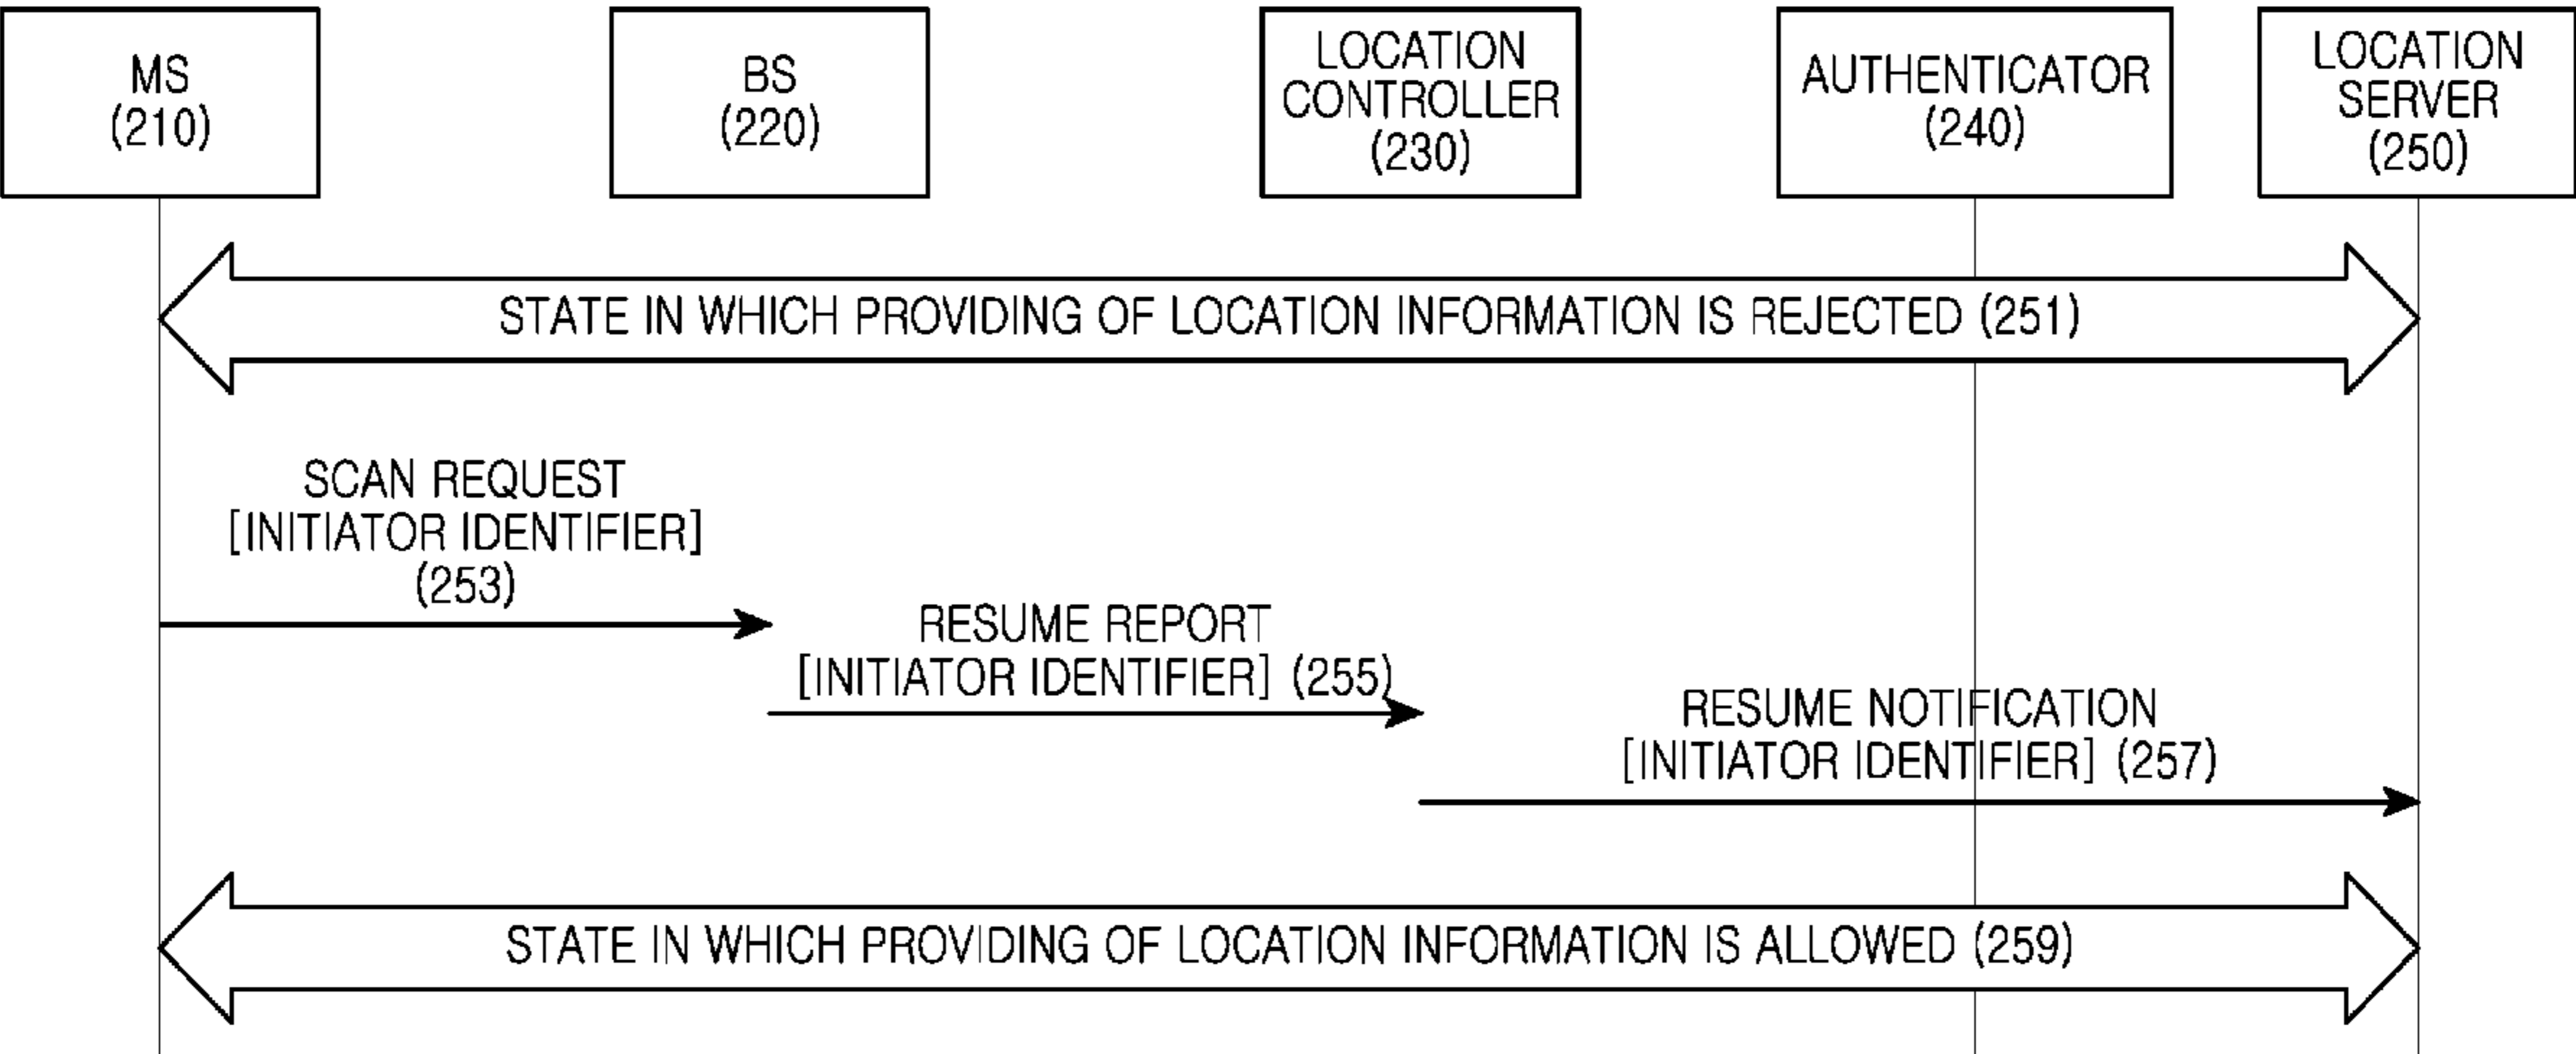 MS
(210)
BS
(220)
LOCATION
CONTROLLER
(230)
AUTHENTICATOR
(240)
LOCATION
SERVER
(250)
STATE IN WHICH PROVIDING OF LOCATION INFORMATION IS REJECTED (251)
SCAN REQUEST
[INITIATOR IDENTIFIER]
(253)
RESUME REPORT
[INITIATOR IDENTIFIER] (255)
RESUME NOTIFICATION
[INITIATOR IDENTIFIER] (257)
STATE IN WHICH PROVIDING OF LOCATION INFORMATION IS ALLOWED (259)